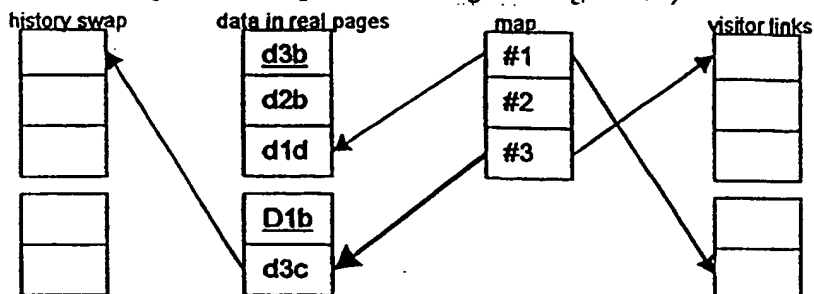 history swap data in real pages map visitor links
d3b #1
d2b #2
d1d #3
D1b
d3c